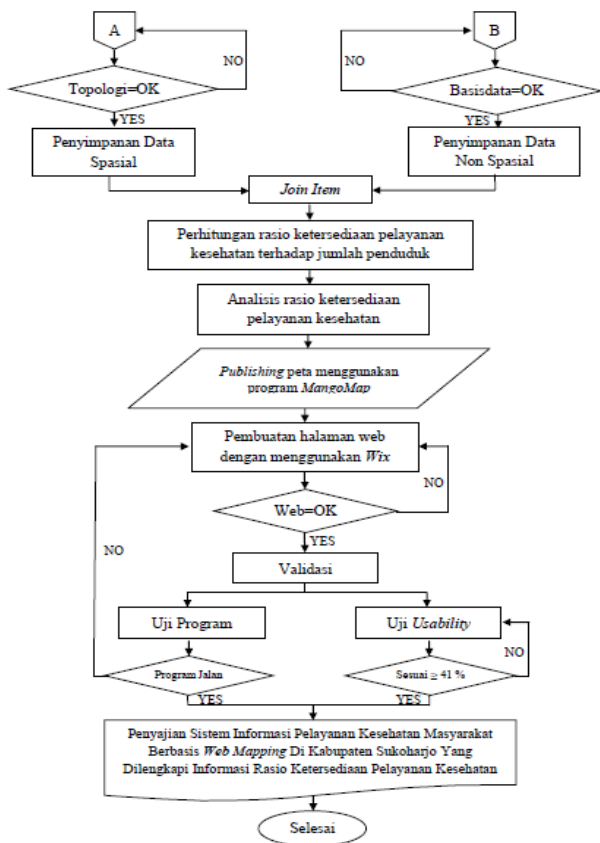 A
B
NO
NO
Topologi=OK
Basisdata=OK
YES
YES
Penyimpanan Data
Spasial
Penyimpanan Data
Non Spasial
Join Item
Perhitungan rasio ketersediaan pelayanan
kesehatan terhadap jumlah penduduk
Analisis rasio ketersediaan
pelayanan kesehatan
Publishing peta menggunakan
program MangoMap
Pembuatan halaman web
dengan menggunakan Wix
NO
Web=OK
YES
NO
Validasi
Uji Program
Uji Usability
NO
Program Jalan
Sesuai ≥ 41 %
YES
YES
Penyajian Sistem Informasi Pelayanan Kesehatan Masyarakat
Berbasis Web Mapping Di Kabupaten Sukoharjo Yang
Dilengkapi Informasi Rasio Ketersediaan Pelayanan Kesehatan
Selesai